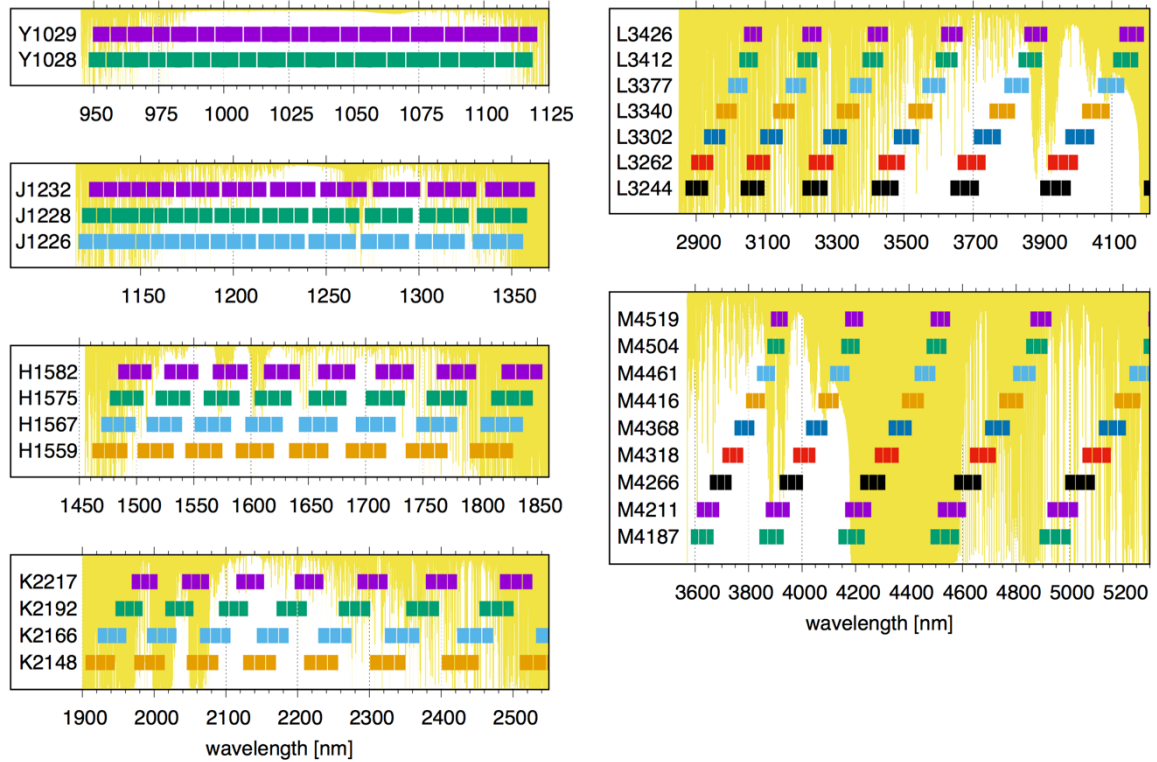 Y1029
Y1028
950 975 1000 1025 1050 1075 1100 1125
J1232
J1228
J1226
1150 1200 1250 1300 1350
H1582
H1575
H1567
H1559
1450 1500 1550 1600 1650 1700 1750 1800 1850
K2217
K2192
K2166
K2148
1900 2000 2100 2200 2300 2400 2500
wavelength [nm]
L3426
L3412
L3377
L3340
L3302
L3262
L3244
2900 3100 3300 3500 3700 3900 4100
M4519
M4504
M4461
M4416
M4368
M4318
M4266
M4211
M4187
3600 3800 4000 4200 4400 4600 4800 5000 5200
wavelength [nm]